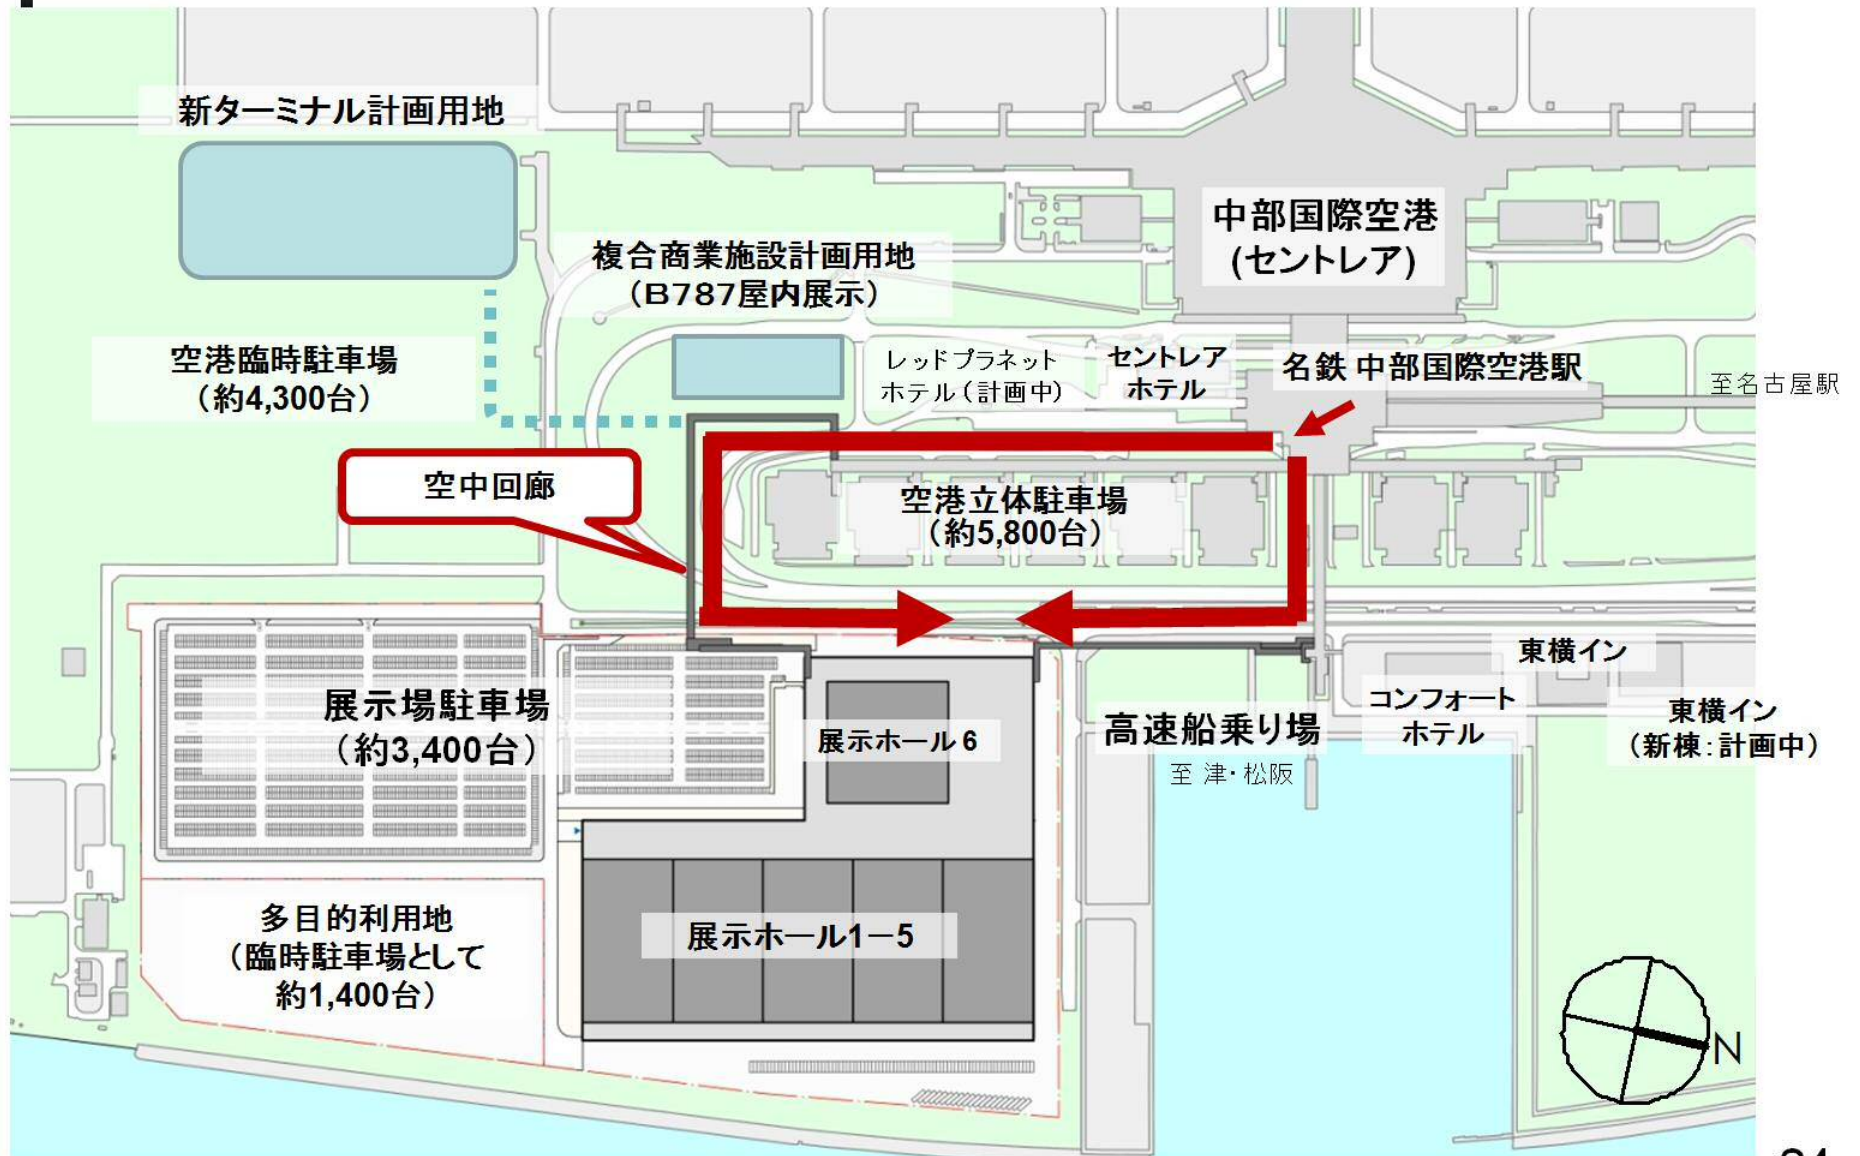 新ターミナル計画用地
中部国際空港
(セントレア)
複合商業施設計画用地
（B787屋内展示）
空港臨時駐車場
（約4,300台）
レッドプラネット
ホテル（計画中）
セントレア
ホテル
名鉄 中部国際空港駅
至名古屋駅
空中回廊
空港立体駐車場
（約5,800台）
東横イン
コンフォート
ホテル
東横イン
（新棟：計画中）
展示場駐車場
（約3,400台）
展示ホール6
高速船乗り場
至 津・松阪
多目的利用地
（臨時駐車場として
約1,400台）
展示ホール1－5
N